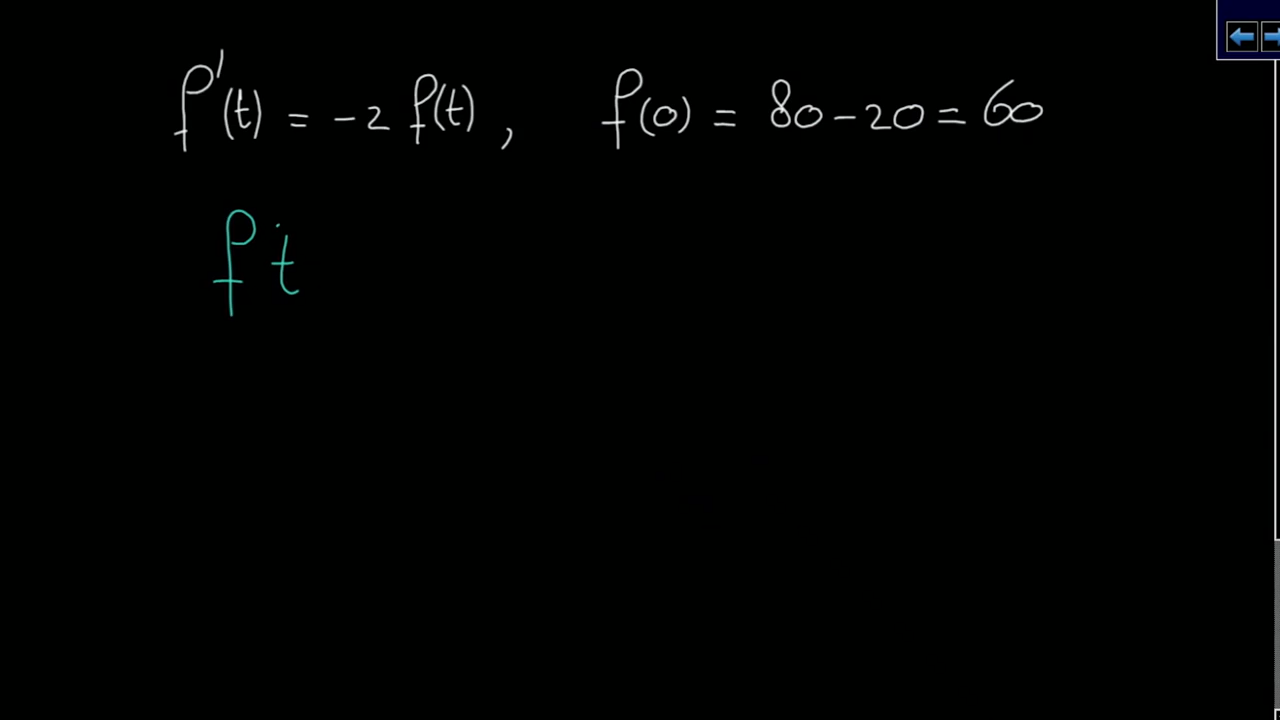 f'(t) = -2 f(t), f(0) = 80-20 = 60
f t